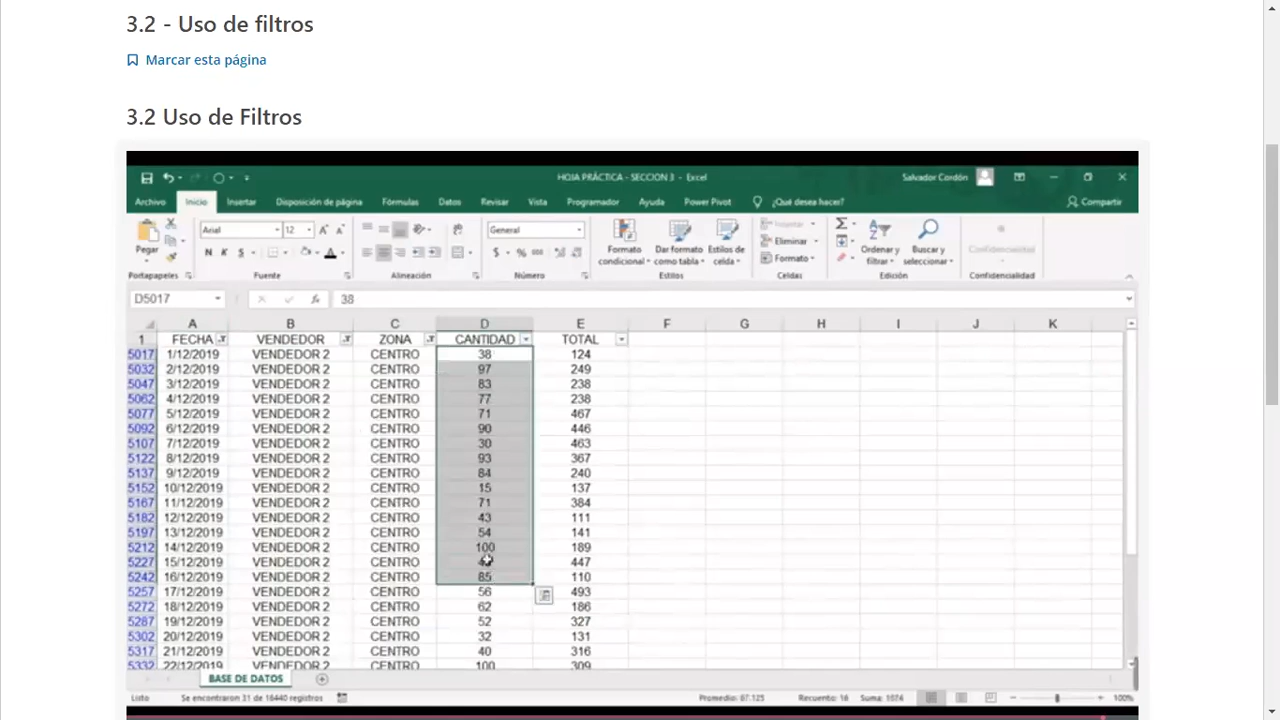 3.2 - Uso de filtros
Marcar esta página
3.2 Uso de Filtros
HOJA PRÁCTICA - SECCION 3 - Excel
Salvador Cordón
Archivo Inicio Insertar Disposición de página Fórmulas Datos Revisar Vista Programador Ayuda Power Pivot ¿Qué desea hacer? Compartir
Pegar
Arial 12
N K S
General
$ % 000
Formato condicional
Dar formato como tabla
Estilos de celda
Insertar
Eliminar
Formato
Ordenar y filtrar
Buscar y seleccionar
Confidencialidad
Portapapeles Fuente Alineación Número Estilos Celdas Edición Confidencialidad
D5017 fx 38
A B C D E F G H I J K
1 FECHA VENDEDOR ZONA CANTIDAD TOTAL
5017 1/12/2019 VENDEDOR 2 CENTRO 38 124
5032 2/12/2019 VENDEDOR 2 CENTRO 97 249
5047 3/12/2019 VENDEDOR 2 CENTRO 83 238
5062 4/12/2019 VENDEDOR 2 CENTRO 77 238
5077 5/12/2019 VENDEDOR 2 CENTRO 71 467
5092 6/12/2019 VENDEDOR 2 CENTRO 90 446
5107 7/12/2019 VENDEDOR 2 CENTRO 30 463
5122 8/12/2019 VENDEDOR 2 CENTRO 93 367
5137 9/12/2019 VENDEDOR 2 CENTRO 84 240
5152 10/12/2019 VENDEDOR 2 CENTRO 15 137
5167 11/12/2019 VENDEDOR 2 CENTRO 71 384
5182 12/12/2019 VENDEDOR 2 CENTRO 43 111
5197 13/12/2019 VENDEDOR 2 CENTRO 54 141
5212 14/12/2019 VENDEDOR 2 CENTRO 100 189
5227 15/12/2019 VENDEDOR 2 CENTRO 447
5242 16/12/2019 VENDEDOR 2 CENTRO 85 110
5257 17/12/2019 VENDEDOR 2 CENTRO 56 493
5272 18/12/2019 VENDEDOR 2 CENTRO 62 186
5287 19/12/2019 VENDEDOR 2 CENTRO 52 327
5302 20/12/2019 VENDEDOR 2 CENTRO 32 131
5317 21/12/2019 VENDEDOR 2 CENTRO 40 316
5332 22/12/2019 VENDEDOR 2 CENTRO 100 309
BASE DE DATOS
Listo Se encontraron 31 de 16440 registros Promedio: 67.125 Recuento: 16 Suma: 1074 100%